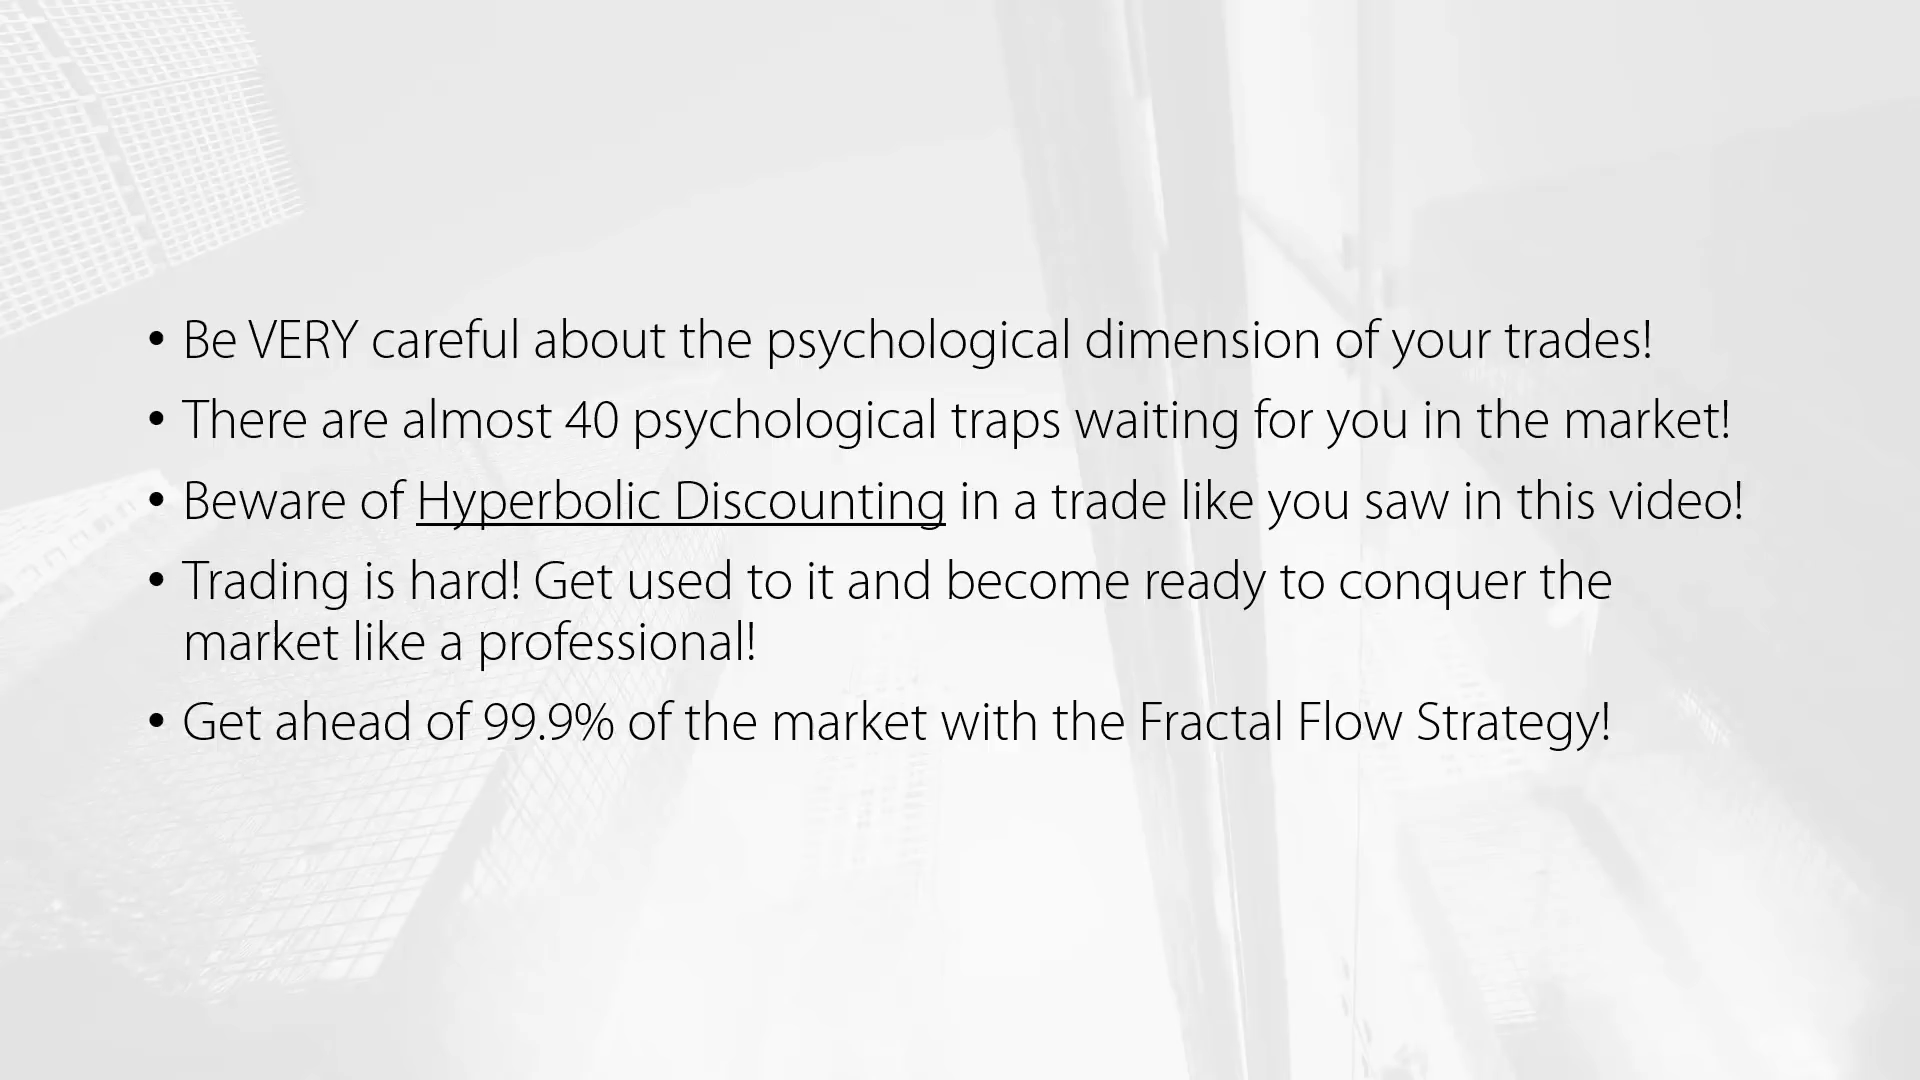 • Be VERY careful about the psychological dimension of your trades!
• There are almost 40 psychological traps waiting for you in the market!
• Beware of Hyperbolic Discounting in a trade like you saw in this video!
• Trading is hard! Get used to it and become ready to conquer the
market like a professional!
• Get ahead of 99.9% of the market with the Fractal Flow Strategy!